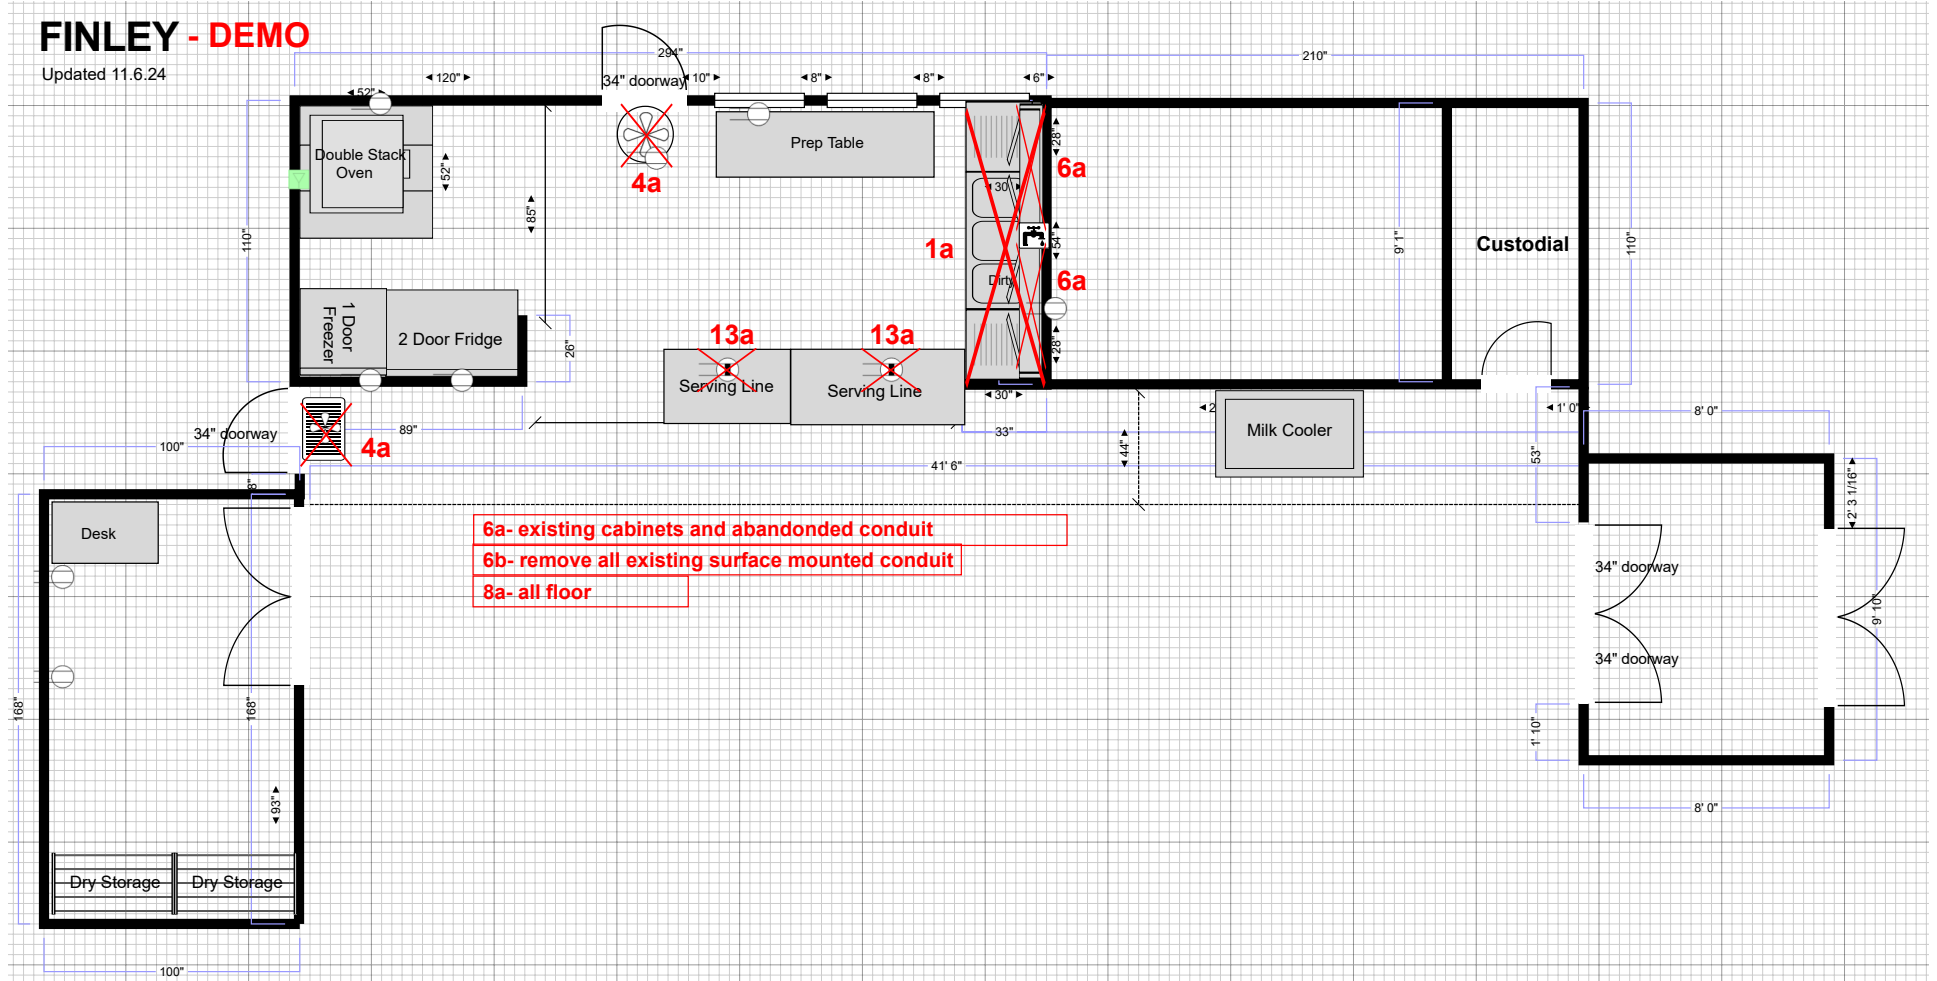 FINLEY - DEMO
Updated 11.6.24
294"
210"
120"
34" doorway
10"
8"
8"
6"
52"
Double Stack
Oven
52"
4a
Prep Table
28"
6a
30"
85"
110"
54"
1a
Dirty
6a
9' 1"
Custodial
110"
1 Door
Freezer
2 Door Fridge
26"
13a
13a
28"
Serving Line
Serving Line
30"
34" doorway
4a
89"
33"
44"
Milk Cooler
1' 0"
8' 0"
100"
41' 6"
53"
8"
2' 3 1/16"
Desk
6a- existing cabinets and abandonded conduit
6b- remove all existing surface mounted conduit
8a- all floor
34" doorway
9' 10"
34" doorway
168"
168"
1' 10"
93"
8' 0"
Dry Storage
Dry Storage
100"